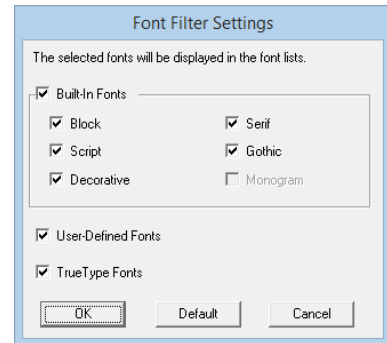 Font Filter Settings
The selected fonts will be displayed in the font lists.
Built-In Fonts
Block Serif
Script Gothic
Decorative Monogram
User-Defined Fonts
TrueType Fonts
OK Default Cancel